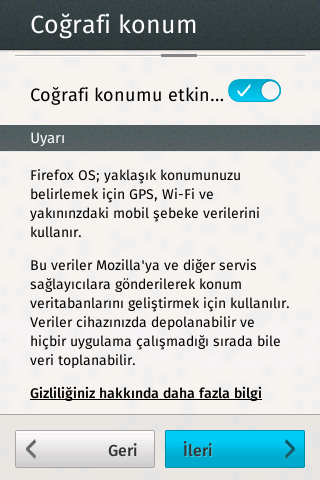 Coğrafi konum
Coğrafi konumu etkin...
Uyarı
Firefox OS; yaklaşık konumunuzu
belirlemek için GPS, Wi-Fi ve
yakınınzdaki mobil şebeke verilerini
kullanır.
Bu veriler Mozilla'ya ve diğer servis
sağlayıcılara gönderilerek konum
veritabanlarını geliştirmek için kullanılır.
Veriler cihazınızda depolanabilir ve
hiçbir uygulama çalışmadığı sırada bile
veri toplanabilir.
Gizliliğiniz hakkında daha fazla bilgi
Geri
İleri